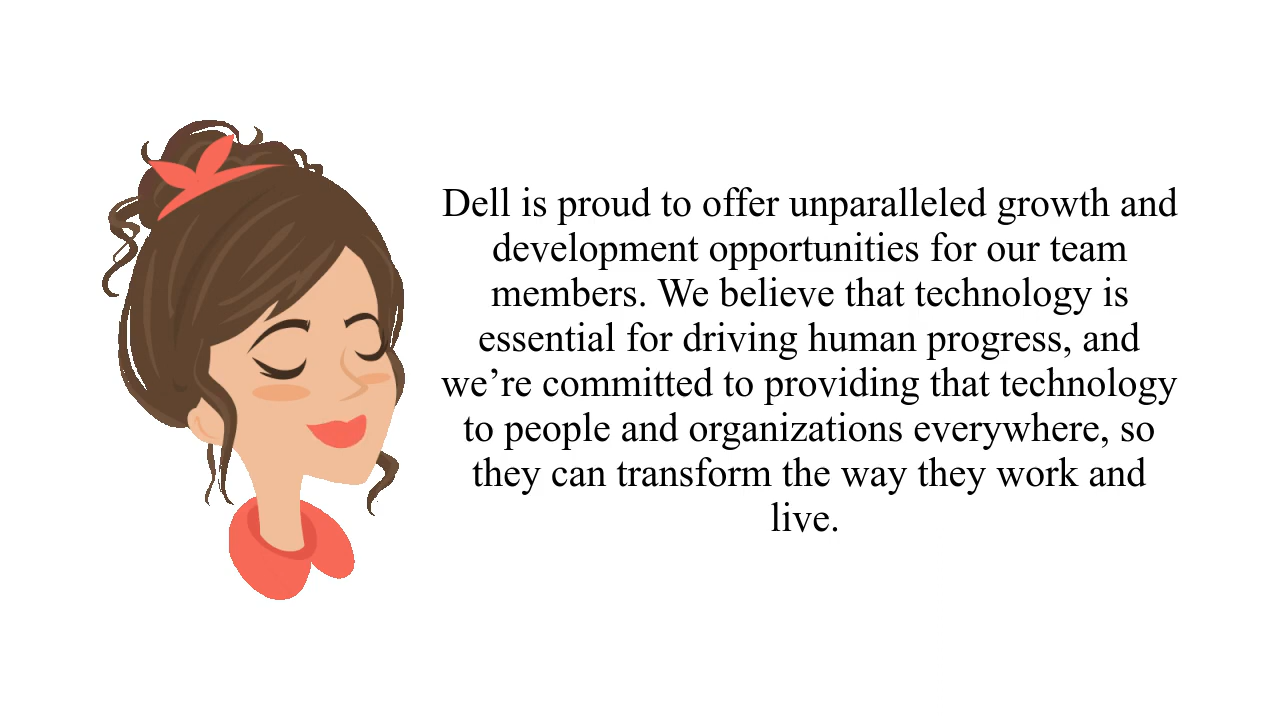 Dell is proud to offer unparalleled growth and
development opportunities for our team
members. We believe that technology is
essential for driving human progress, and
we’re committed to providing that technology
to people and organizations everywhere, so
they can transform the way they work and
live.